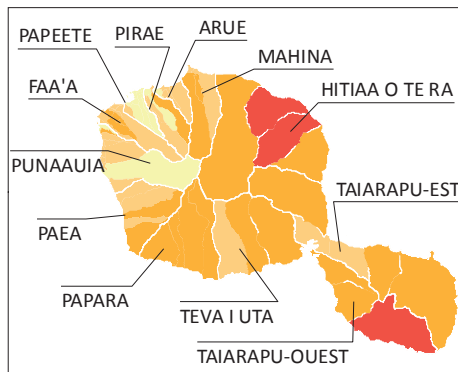 PAPEETE
PIRAE
ARUE
FAA'A
MAHINA
HITIAA O TE RA
PUNAAUIA
TAIARAPU-EST
PAEA
PAPARA
TEVA I UTA
TAIARAPU-OUEST